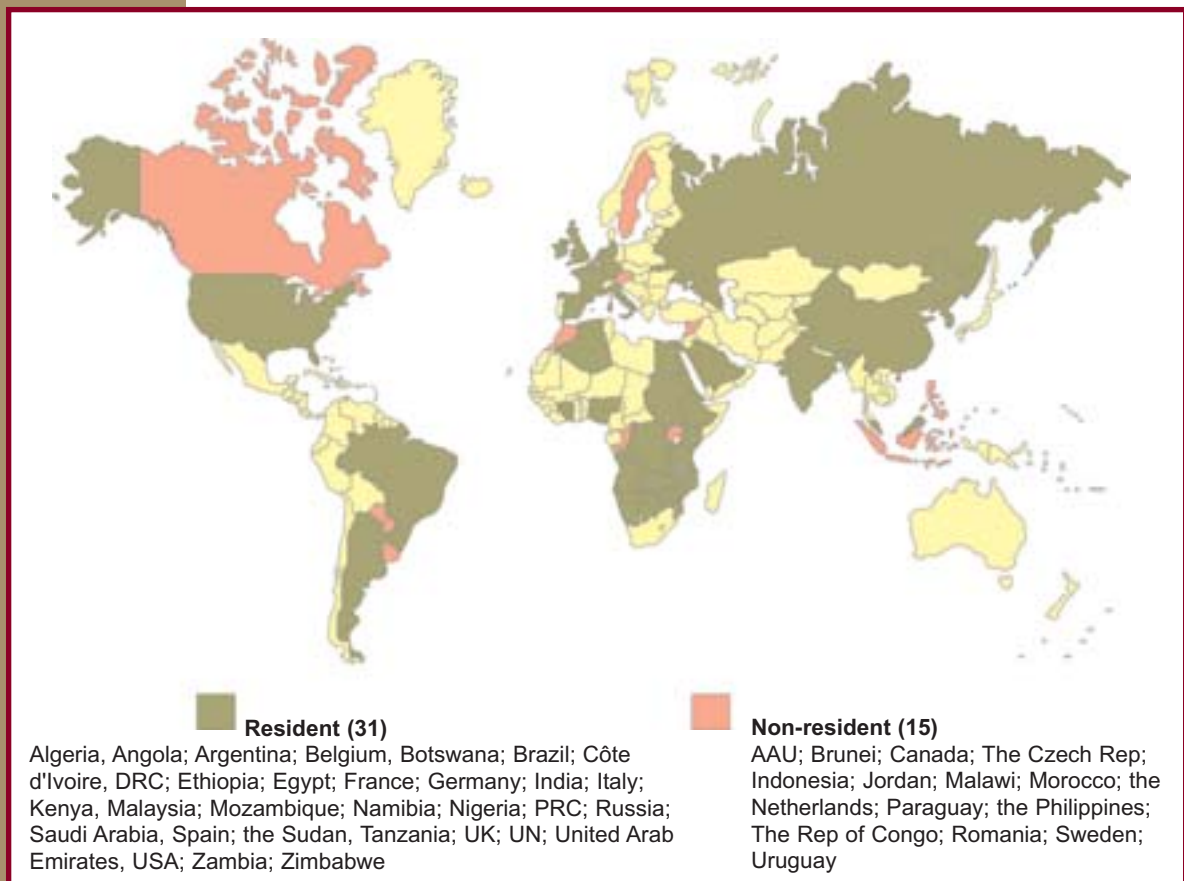 Resident (31)
Algeria, Angola; Argentina; Belgium, Botswana; Brazil; Côte
d'Ivoire, DRC; Ethiopia; Egypt; France; Germany; India; Italy;
Kenya, Malaysia; Mozambique; Namibia; Nigeria; PRC; Russia;
Saudi Arabia, Spain; the Sudan, Tanzania; UK; UN; United Arab
Emirates, USA; Zambia; Zimbabwe
Non-resident (15)
AAU; Brunei; Canada; The Czech Rep;
Indonesia; Jordan; Malawi; Morocco; the
Netherlands; Paraguay; the Philippines;
The Rep of Congo; Romania; Sweden;
Uruguay